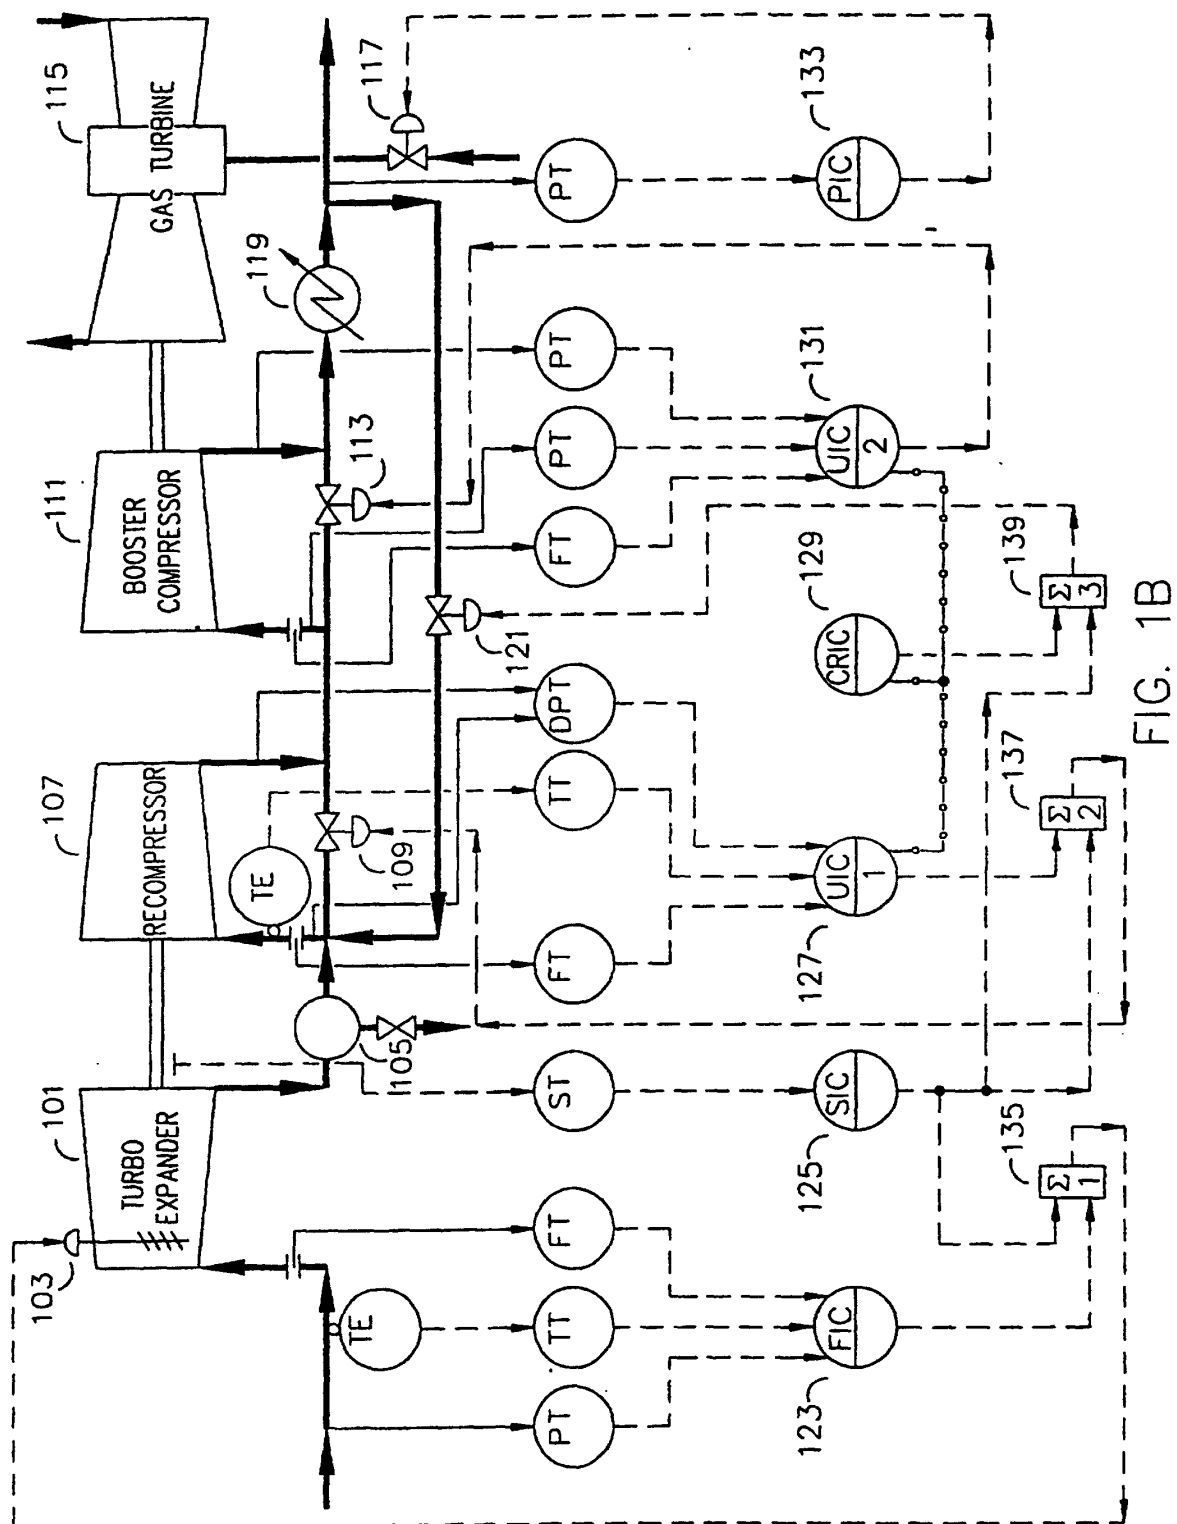 101
TURBO
EXPANDER
103
105
107
RECOMPRESSOR
109
111
BOOSTER
COMPRESSOR
113
115
GAS TURBINE
117
119
121
TE
TE
PT
TT
FT
ST
FT
TT
DPT
FT
PT
PT
PT
123
FIC
125
SIC
127
UIC
1
129
CRIC
131
UIC
2
133
PIC
135
Σ
1
137
Σ
2
139
Σ
3
FIG. 1B